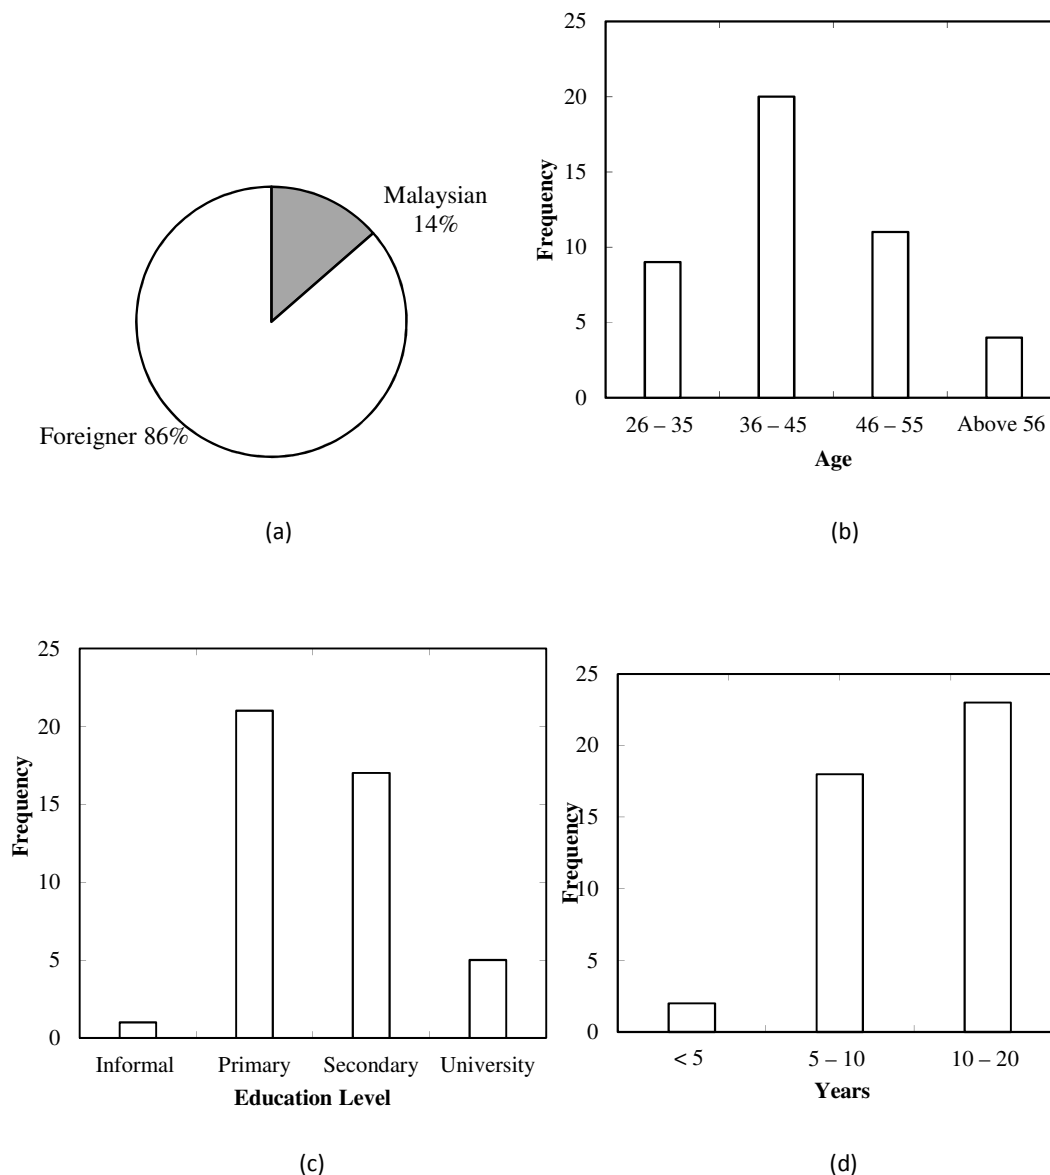 Malaysian
14%
Foreigner 86%
(a)
25
20
15
10
5
0
Frequency
26 – 35 36 – 45 46 – 55 Above 56
Age
(b)
25
20
15
10
5
0
Frequency
Informal Primary Secondary University
Education Level
(c)
25
20
15
10
5
0
Frequency
< 5 5 – 10 10 – 20
Years
(d)